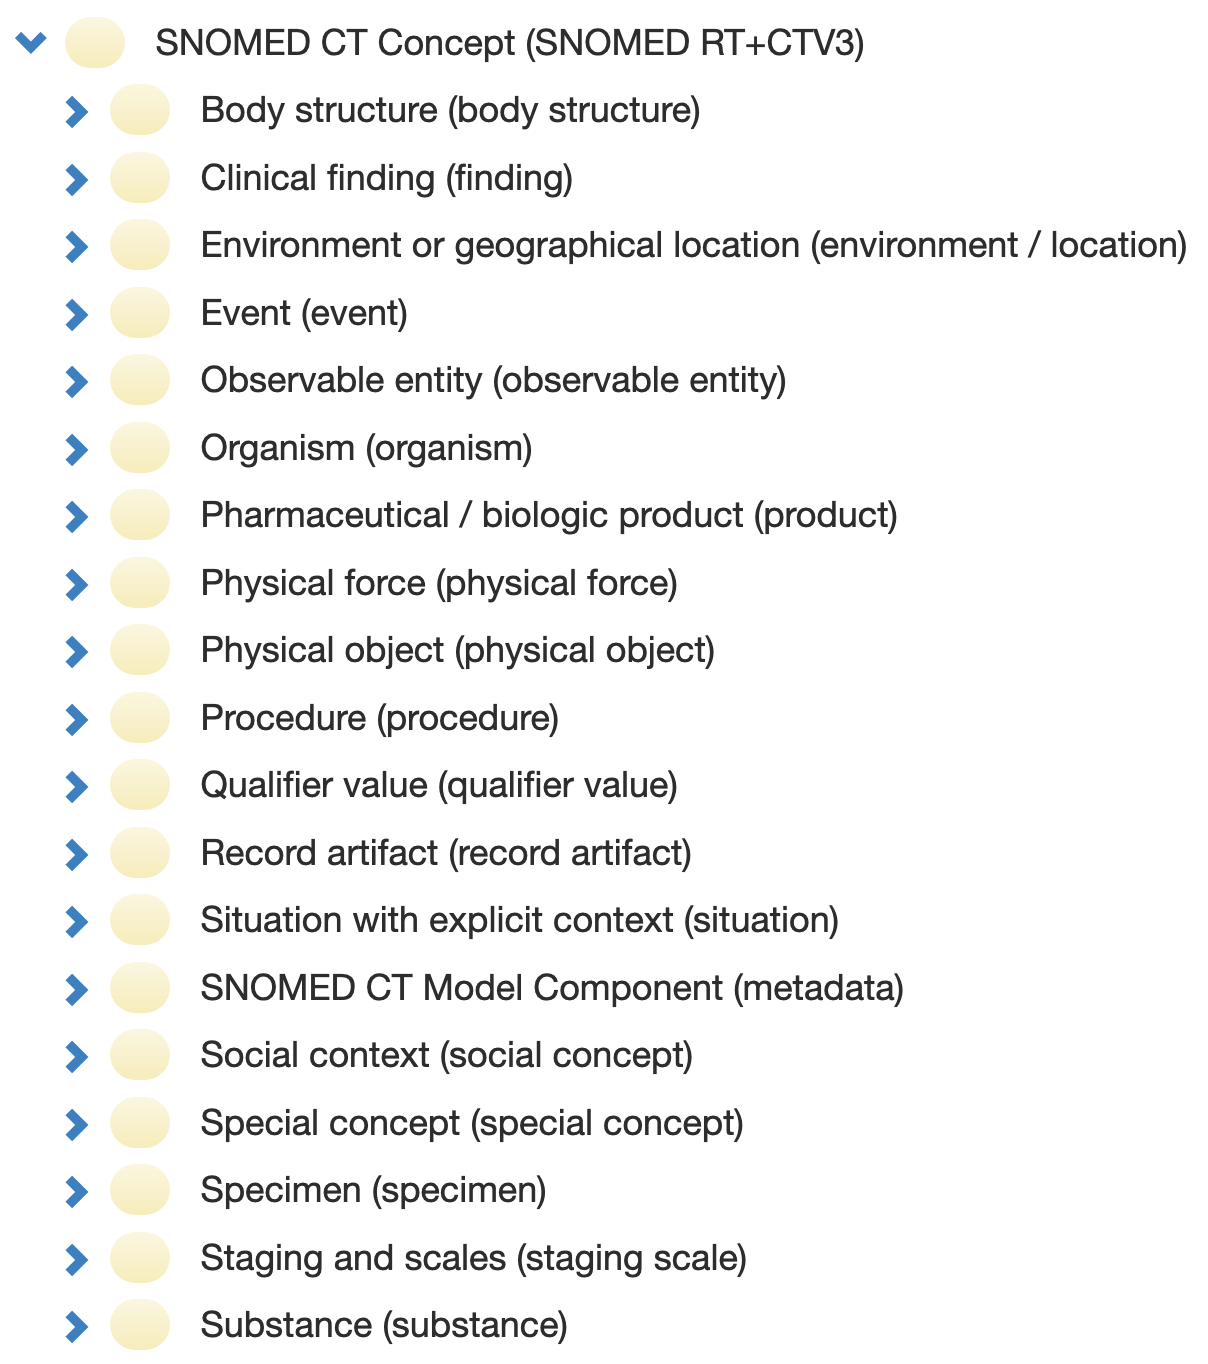 SNOMED CT Concept (SNOMED RT+CTV3)
Body structure (body structure)
Clinical finding (finding)
Environment or geographical location (environment / location)
Event (event)
Observable entity (observable entity)
Organism (organism)
Pharmaceutical / biologic product (product)
Physical force (physical force)
Physical object (physical object)
Procedure (procedure)
Qualifier value (qualifier value)
Record artifact (record artifact)
Situation with explicit context (situation)
SNOMED CT Model Component (metadata)
Social context (social concept)
Special concept (special concept)
Specimen (specimen)
Staging and scales (staging scale)
Substance (substance)